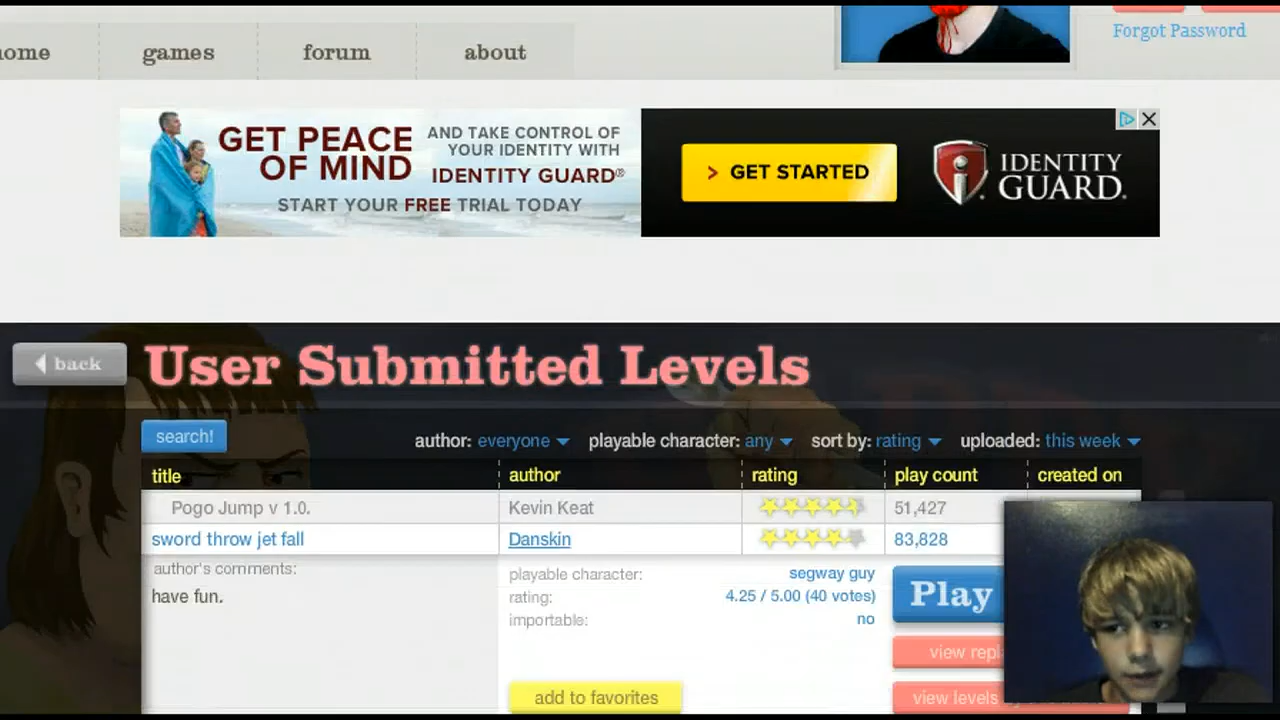 Forgot Password
games
forum
about
GET PEACE
OF MIND
AND TAKE CONTROL OF
YOUR IDENTITY WITH
IDENTITY GUARD®
START YOUR FREE TRIAL TODAY
> GET STARTED
IDENTITY
GUARD.
back
User Submitted Levels
search!
author: everyone
playable character: any
sort by: rating
uploaded: this week
title
author
rating
play count
created on
Pogo Jump v 1.0.
Kevin Keat
51,427
sword throw jet fall
Danskin
83,828
author's comments:
have fun.
playable character:
segway guy
rating:
4.25 / 5.00 (40 votes)
importable:
no
Play
view repl
add to favorites
view levels